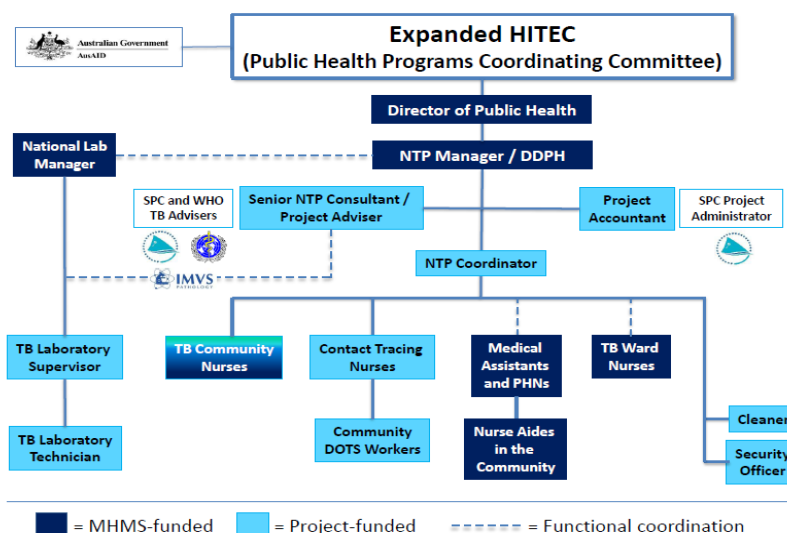 Australian Government
AusAID
Expanded HITEC
(Public Health Programs Coordinating Committee)
Director of Public Health
National Lab
Manager
NTP Manager / DDPH
SPC and WHO
TB Advisers
Senior NTP Consultant /
Project Adviser
Project
Accountant
SPC Project
Administrator
IMVS
PATHOLOGY
NTP Coordinator
TB Laboratory
Supervisor
TB Community
Nurses
Contact Tracing
Nurses
Medical
Assistants
and PHNs
TB Ward
Nurses
TB Laboratory
Technician
Community
DOTS Workers
Nurse Aides
in the
Community
Cleaner
Security
Officer
= MHMS-funded
= Project-funded
= Functional coordination